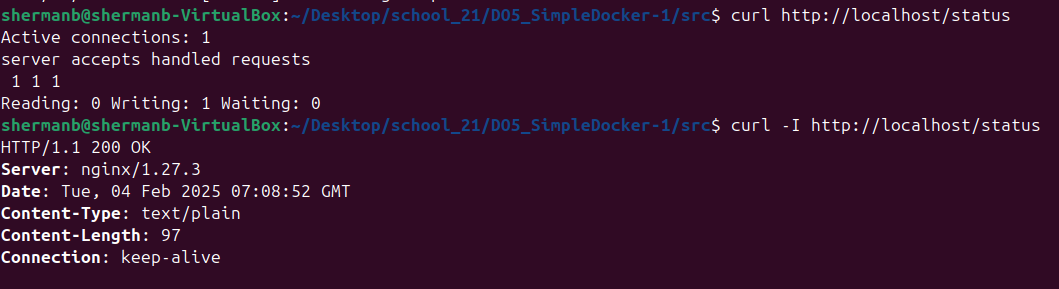 shermanb@shermanb-VirtualBox:~/Desktop/school_21/DO5_SimpleDocker-1/src$ curl http://localhost/status
Active connections: 1
server accepts handled requests
 1 1 1
Reading: 0 Writing: 1 Waiting: 0
shermanb@shermanb-VirtualBox:~/Desktop/school_21/DO5_SimpleDocker-1/src$ curl -I http://localhost/status
HTTP/1.1 200 OK
Server: nginx/1.27.3
Date: Tue, 04 Feb 2025 07:08:52 GMT
Content-Type: text/plain
Content-Length: 97
Connection: keep-alive